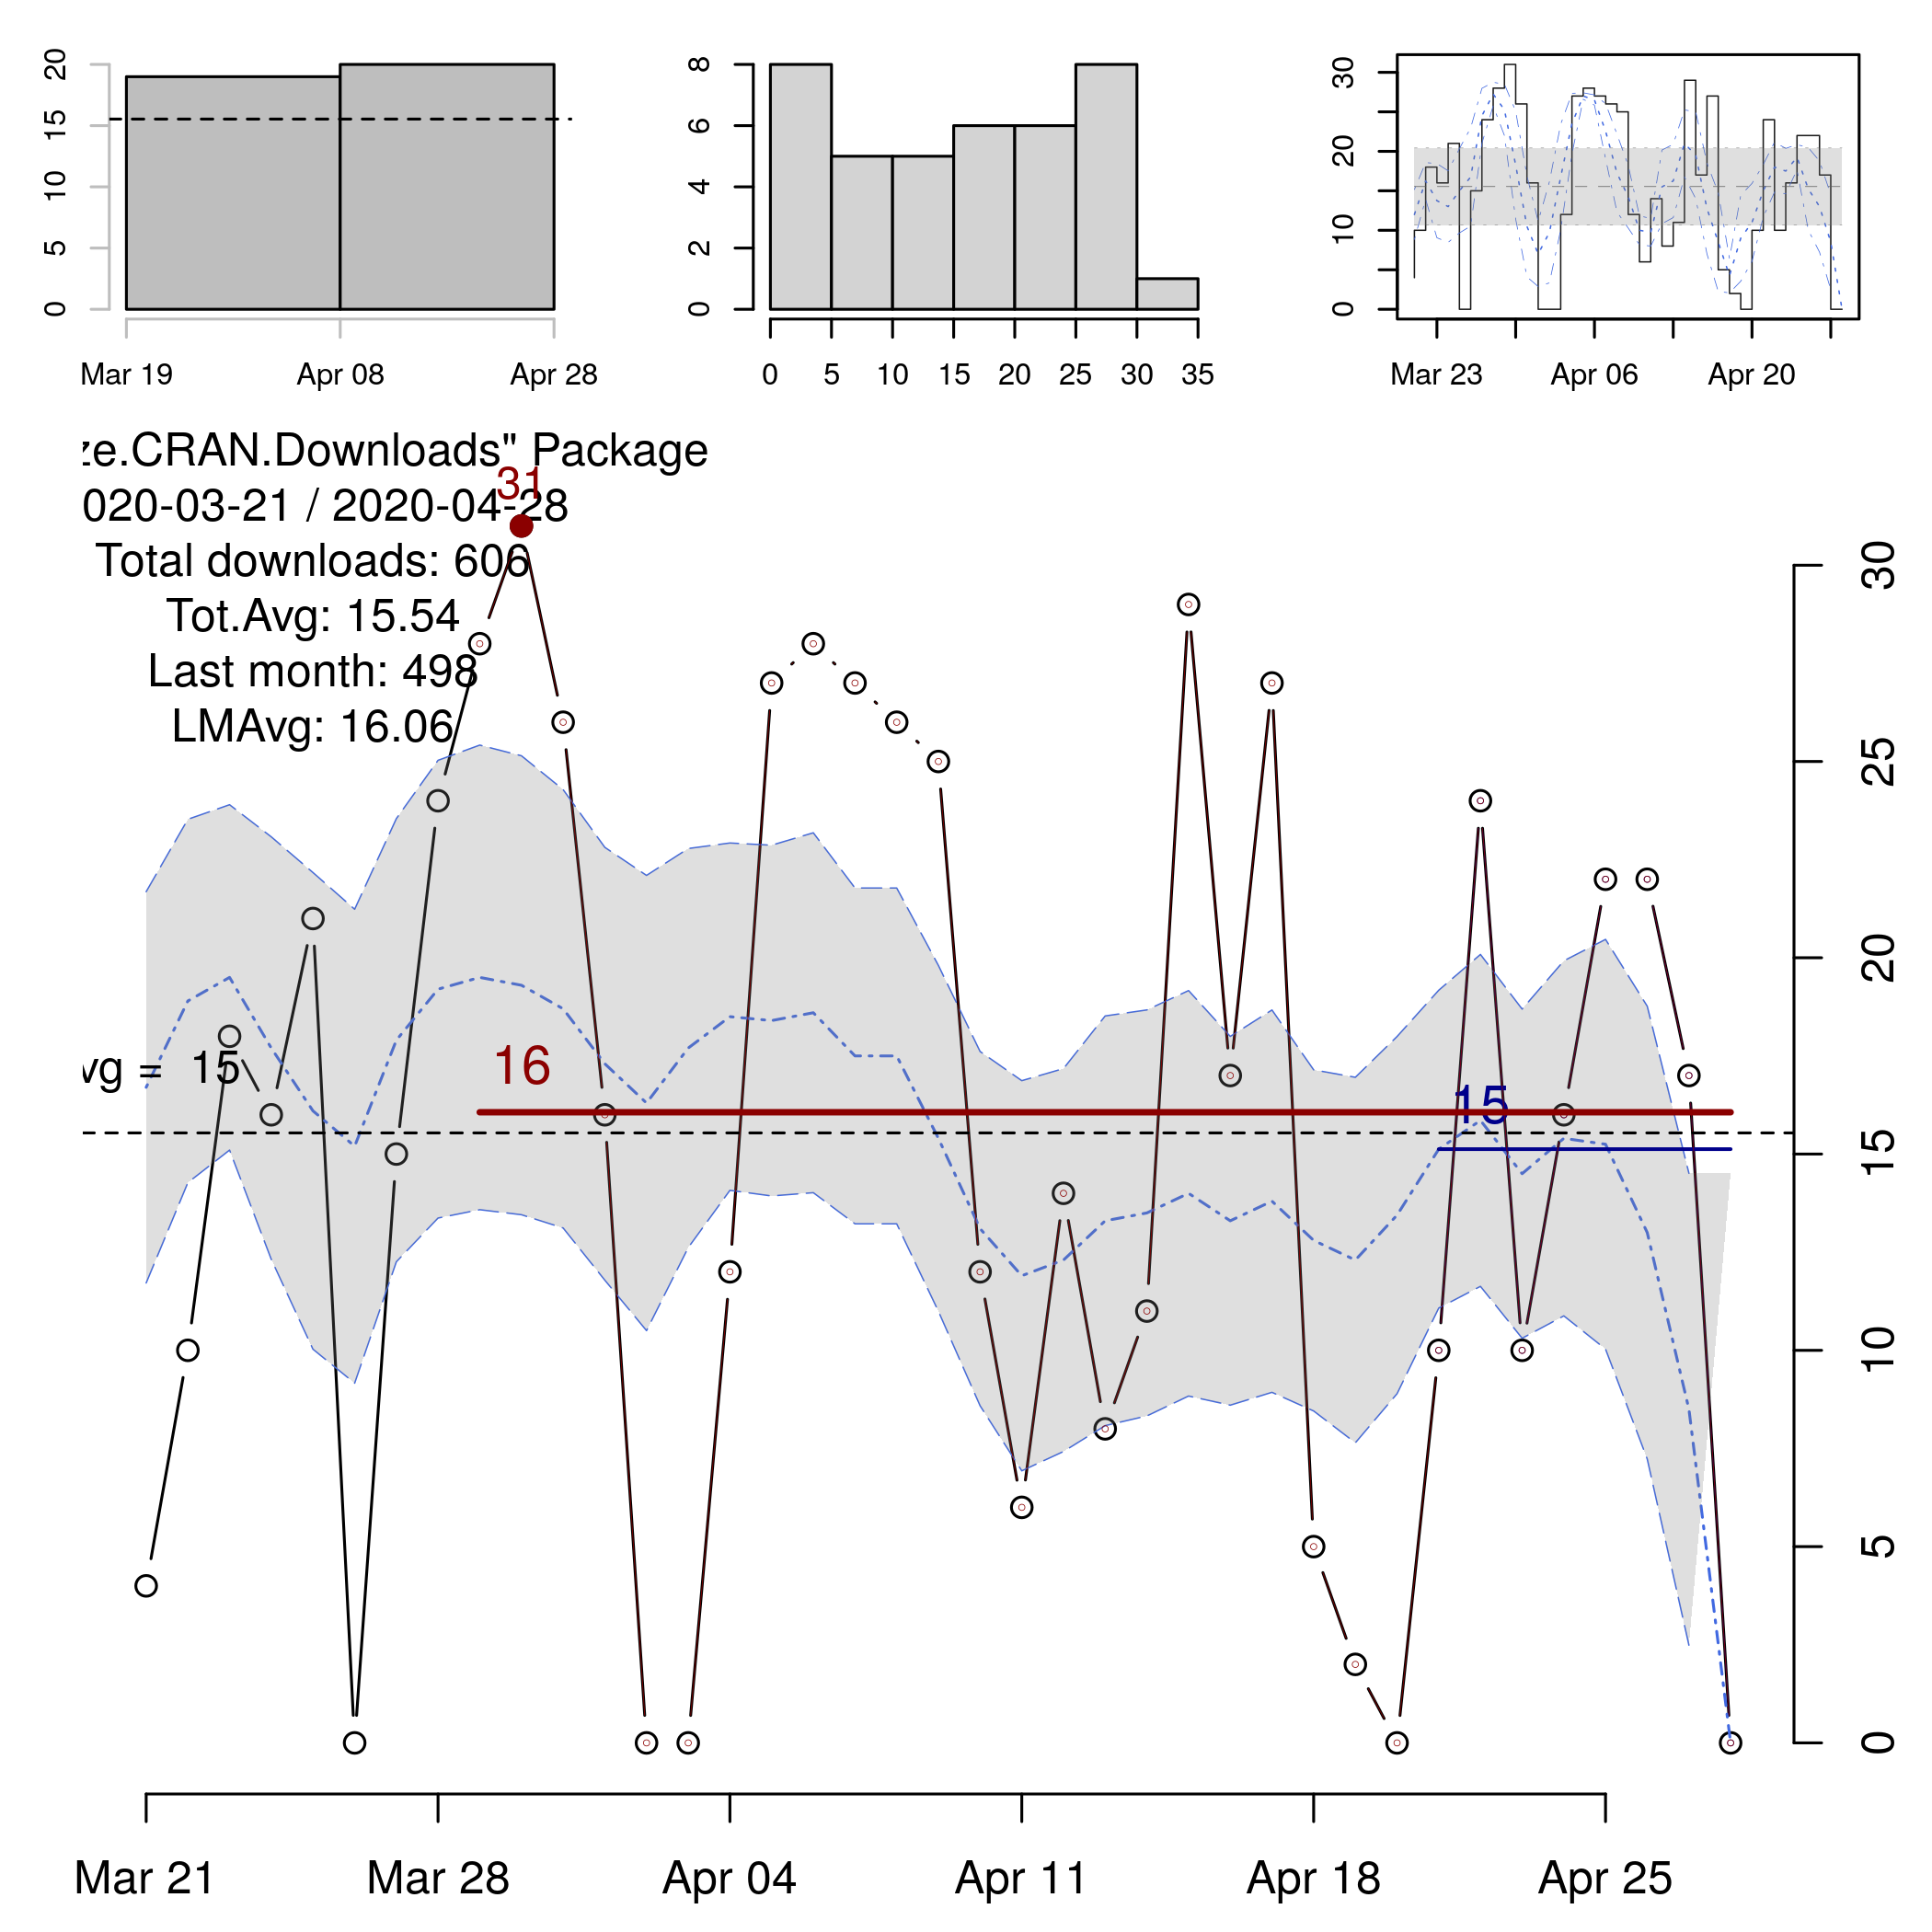 20
15
10
5
0
Mar 19 Apr 08 Apr 28
8
6
4
2
0
0 5 10 15 20 25 30 35
30
20
10
0
Mar 23 Apr 06 Apr 20
ze.CRAN.Downloads" Package
31
020-03-21 / 2020-04-28
Total downloads: 606
Tot.Avg: 15.54
Last month: 498
LMAvg: 16.06
vg = 15
16
15
30
25
20
15
10
5
0
Mar 21 Mar 28 Apr 04 Apr 11 Apr 18 Apr 25